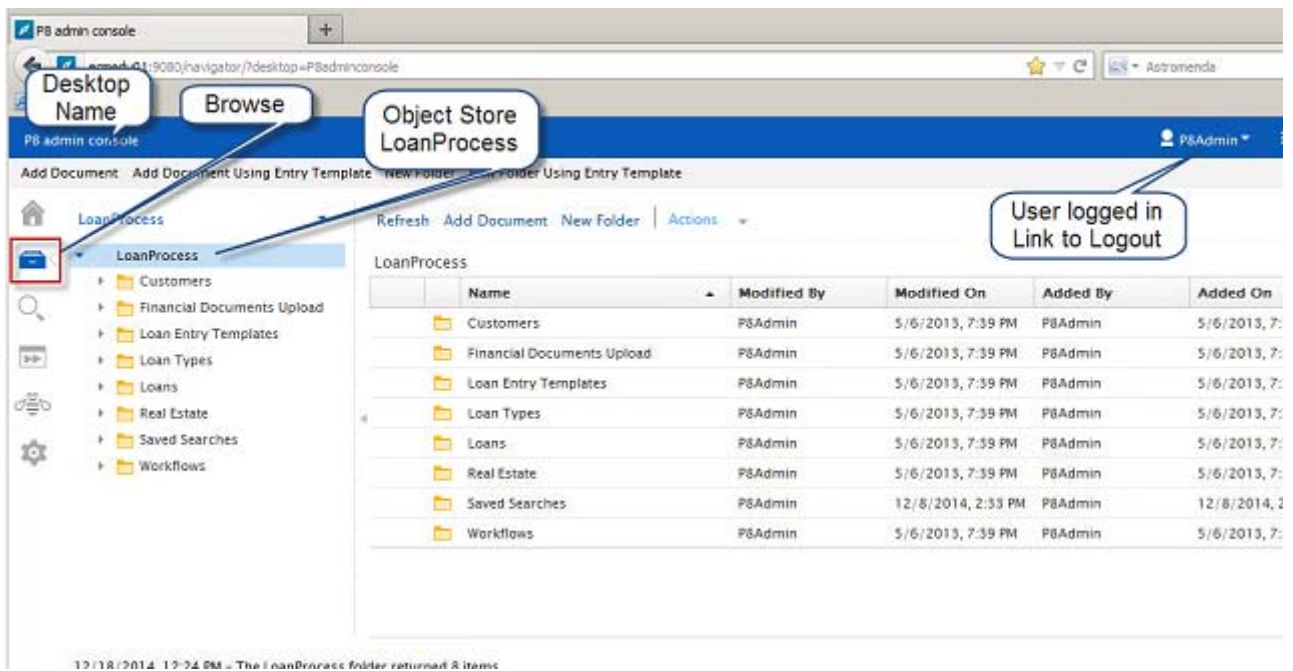 P8 admin console
:9080/navigator/?desktop=P8adminconsole
Astromenda
Desktop
Name
Browse
Object Store
LoanProcess
P8 admin console
P8Admin
Add Document Add Document Using Entry Template New Folder New Folder Using Entry Template
User logged in
Link to Logout
LoanProcess
Refresh Add Document New Folder Actions
LoanProcess
Customers
Financial Documents Upload
Loan Entry Templates
Loan Types
Loans
Real Estate
Saved Searches
Workflows
LoanProcess
Name Modified By Modified On Added By Added On
Customers P8Admin 5/6/2013, 7:39 PM P8Admin 5/6/2013, 7:
Financial Documents Upload P8Admin 5/6/2013, 7:39 PM P8Admin 5/6/2013, 7:
Loan Entry Templates P8Admin 5/6/2013, 7:39 PM P8Admin 5/6/2013, 7:
Loan Types P8Admin 5/6/2013, 7:39 PM P8Admin 5/6/2013, 7:
Loans P8Admin 5/6/2013, 7:39 PM P8Admin 5/6/2013, 7:
Real Estate P8Admin 5/6/2013, 7:39 PM P8Admin 5/6/2013, 7:
Saved Searches P8Admin 12/8/2014, 2:33 PM P8Admin 12/8/2014, 2
Workflows P8Admin 5/6/2013, 7:39 PM P8Admin 5/6/2013, 7:
12/18/2014, 12:24 PM - The LoanProcess folder returned 8 items